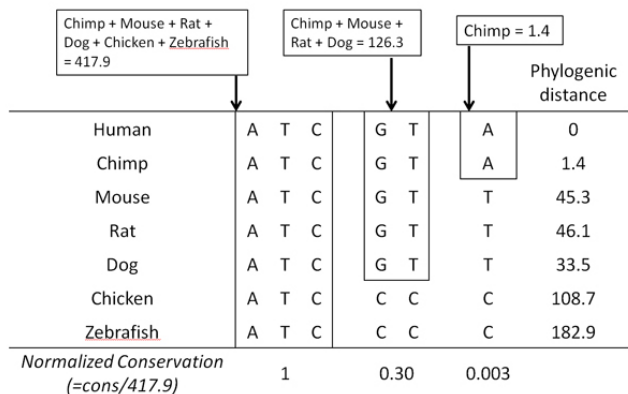 Chimp + Mouse + Rat +
Dog + Chicken + Zebrafish
= 417.9
Chimp + Mouse +
Rat + Dog = 126.3
Chimp = 1.4
Phylogenic
distance
Human A T C G T A 0
Chimp A T C G T A 1.4
Mouse A T C G T T 45.3
Rat A T C G T T 46.1
Dog A T C G T T 33.5
Chicken A T C C C C 108.7
Zebrafish A T C C C C 182.9
Normalized Conservation
(=cons/417.9) 1 0.30 0.003